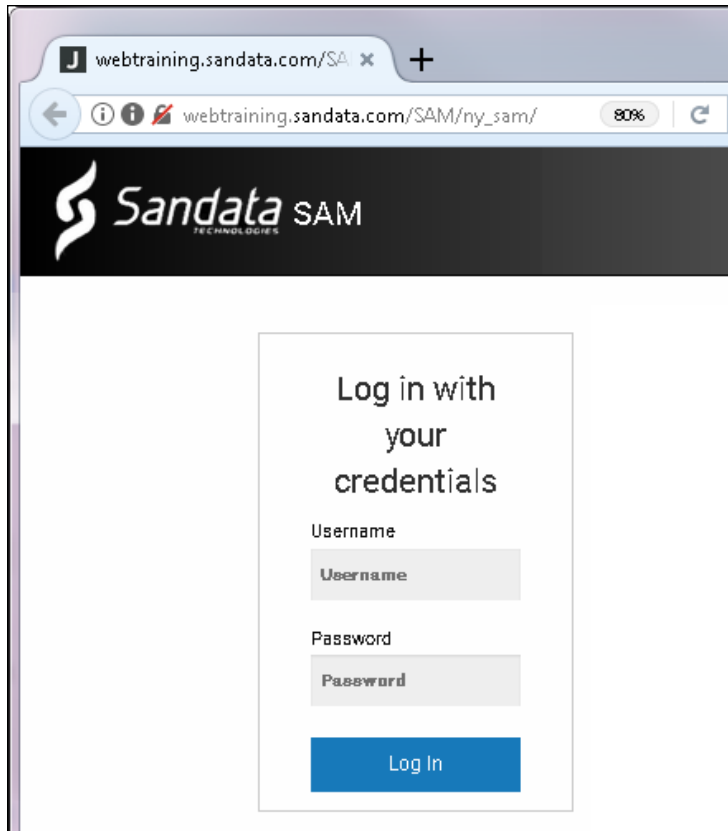 J webtraining.sandata.com/SA
webtraining.sandata.com/SAM/ny_sam/ 80%
Sandata SAM
TECHNOLOGIES
Log in with
your
credentials
Username
Username
Password
Password
Log In